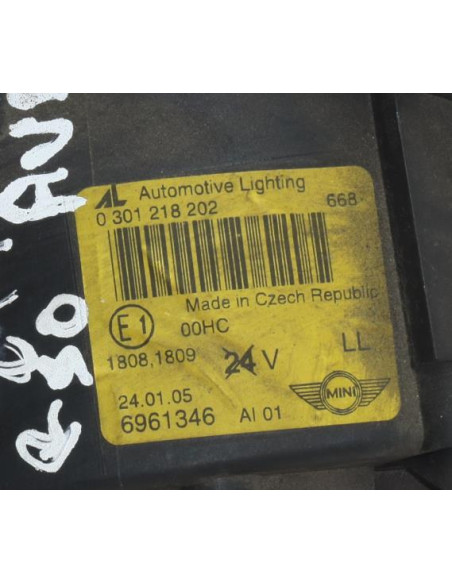 AL Automotive Lighting
0 301 218 202 668
Made in Czech Republic
E1 00HC
1808,1809 24 V LL
24.01.05
6961346 AI 01
MINI